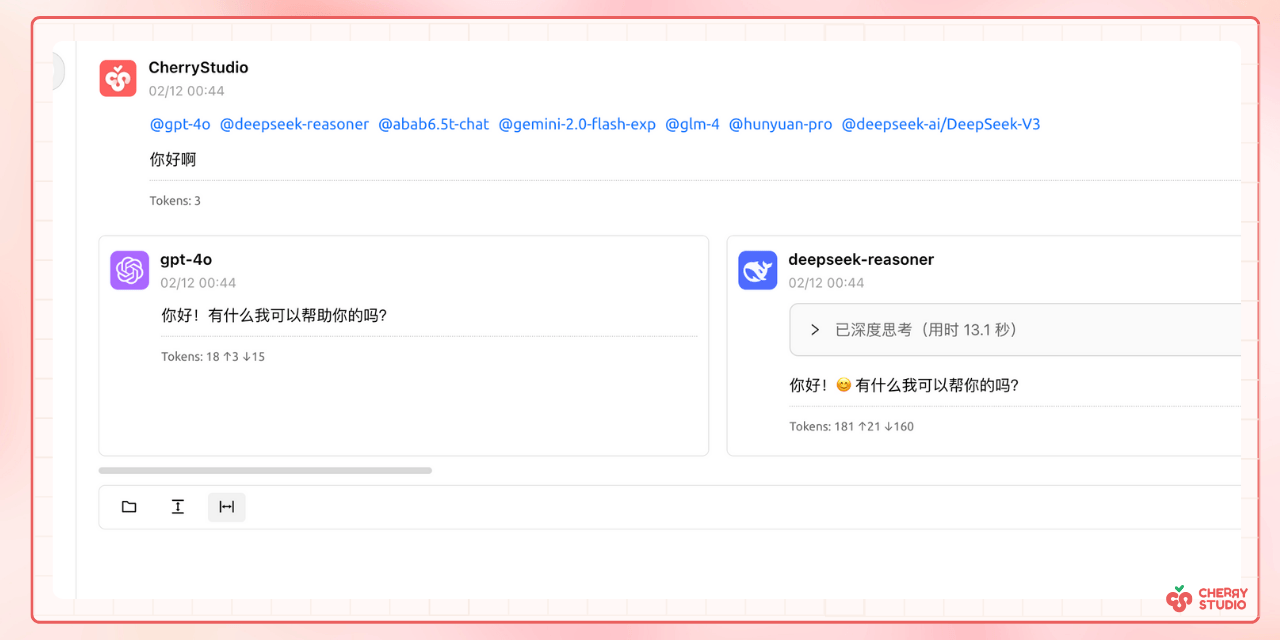 CherryStudio
02/12 00:44
@gpt-4o @deepseek-reasoner @abab6.5t-chat @gemini-2.0-flash-exp @glm-4 @hunyuan-pro @deepseek-ai/DeepSeek-V3
你好啊
Tokens: 3
gpt-4o
02/12 00:44
你好！有什么我可以帮助你的吗?
Tokens: 18 ↑3 ↓15
deepseek-reasoner
02/12 00:44
已深度思考（用时 13.1 秒）
你好！😊 有什么我可以帮你的吗?
Tokens: 181 ↑21 ↓160
CHERRY
STUDIO